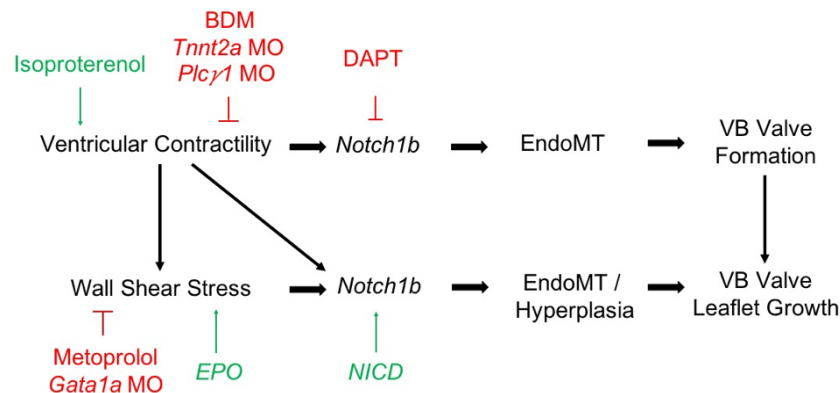 BDM
Tnnt2a MO
Plcγ1 MO
Isoproterenol
DAPT
Ventricular Contractility
Notch1b
EndoMT
VB Valve
Formation
Wall Shear Stress
Notch1b
EndoMT /
Hyperplasia
VB Valve
Leaflet Growth
Metoprolol
Gata1a MO
EPO
NICD